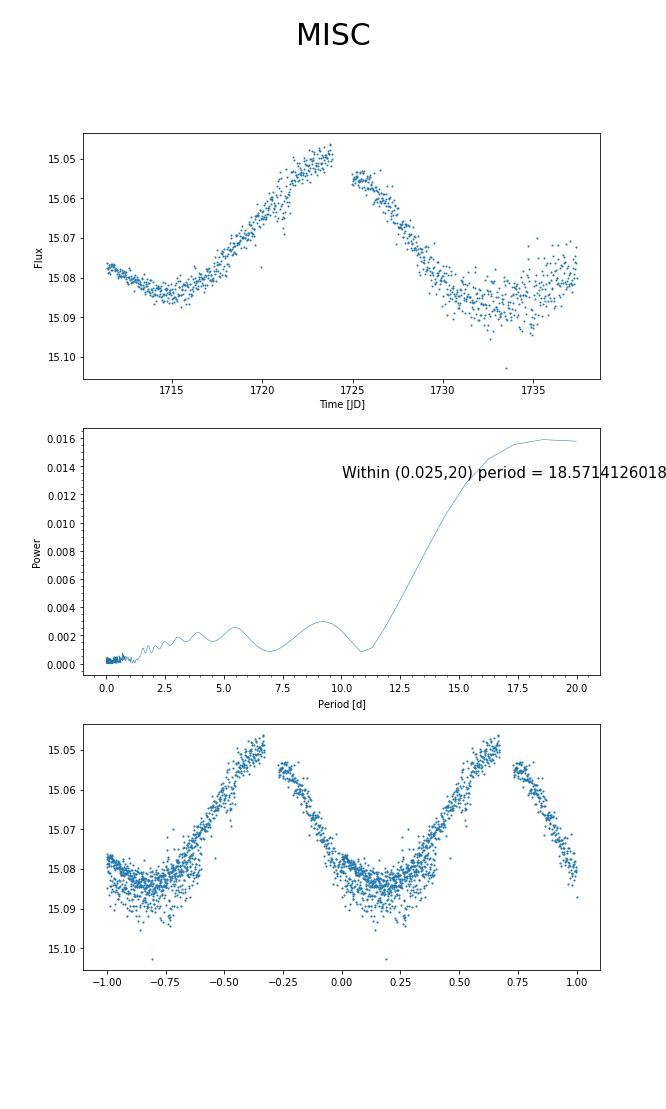 MISC
15.05
15.06
15.07
15.08
15.09
15.10
Flux
1715 1720 1725 1730 1735
Time [JD]
0.016
0.014
0.012
0.010
0.008
0.006
0.004
0.002
0.000
Power
Within (0.025,20) period = 18.5714126018
0.0 2.5 5.0 7.5 10.0 12.5 15.0 17.5 20.0
Period [d]
15.05
15.06
15.07
15.08
15.09
15.10
−1.00 −0.75 −0.50 −0.25 0.00 0.25 0.50 0.75 1.00